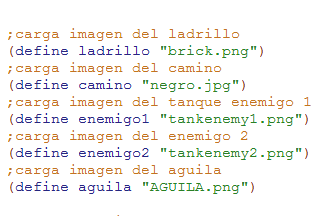 ;carga imagen del ladrillo
(define ladrillo "brick.png")
;carga imagen del camino
(define camino "negro.jpg")
;carga imagen del tanque enemigo 1
(define enemigo1 "tankenemy1.png")
;carga imagen del enemigo 2
(define enemigo2 "tankenemy2.png")
;carga imagen del aguila
(define aguila "AGUILA.png")